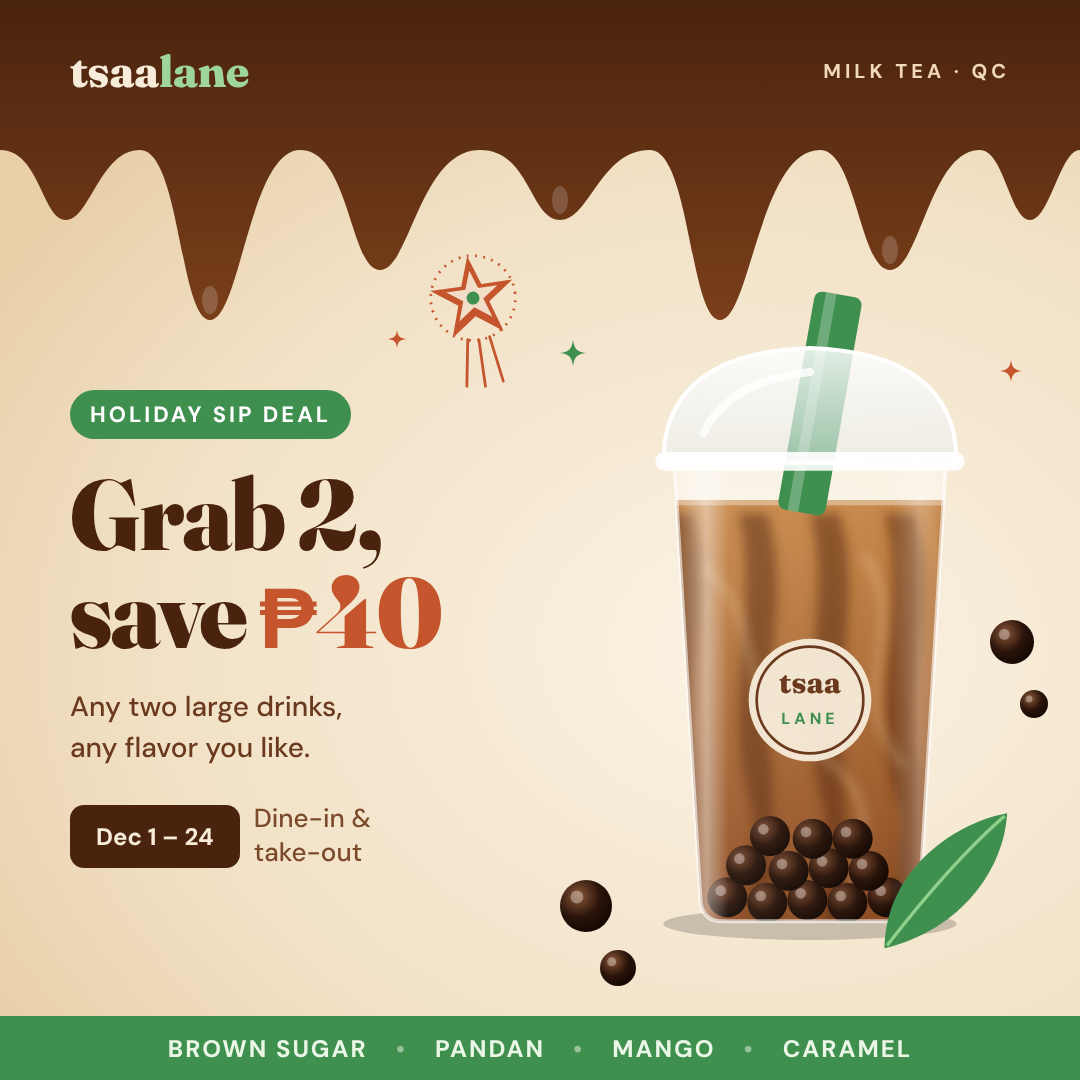 tsaalane
MILK TEA · QC
HOLIDAY SIP DEAL
Grab 2,
save ₱40
Any two large drinks,
any flavor you like.
Dec 1 – 24
Dine-in &
take-out
tsaa
LANE
BROWN SUGAR • PANDAN • MANGO • CARAMEL